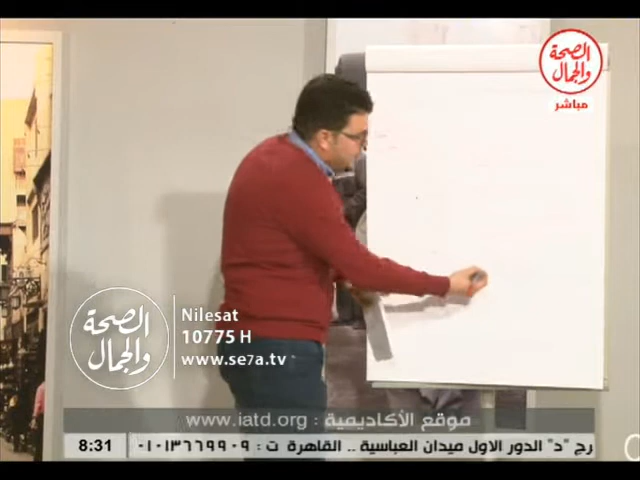 الصحة
والجمال
مباشر
الصحة
والجمال
Nilesat
10775 H
www.se7a.tv
موقع الأكاديمية : www.iatd.org
رج "د" الدور الاول ميدان العباسية .. القاهرة ت : ٠١٠١٣٦٦٩٩٠٩-
8:31